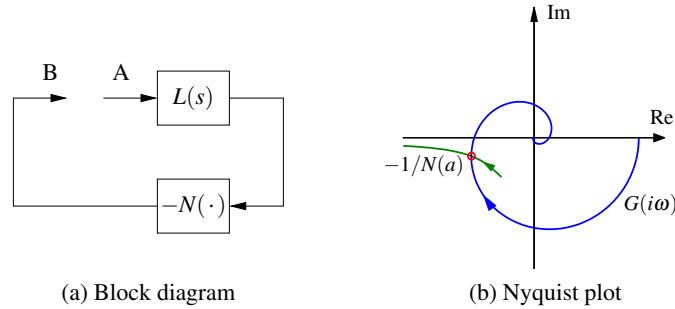 B
A
L(s)
−N(·)
(a) Block diagram
Im
Re
−1/N(a)
G(iω)
(b) Nyquist plot